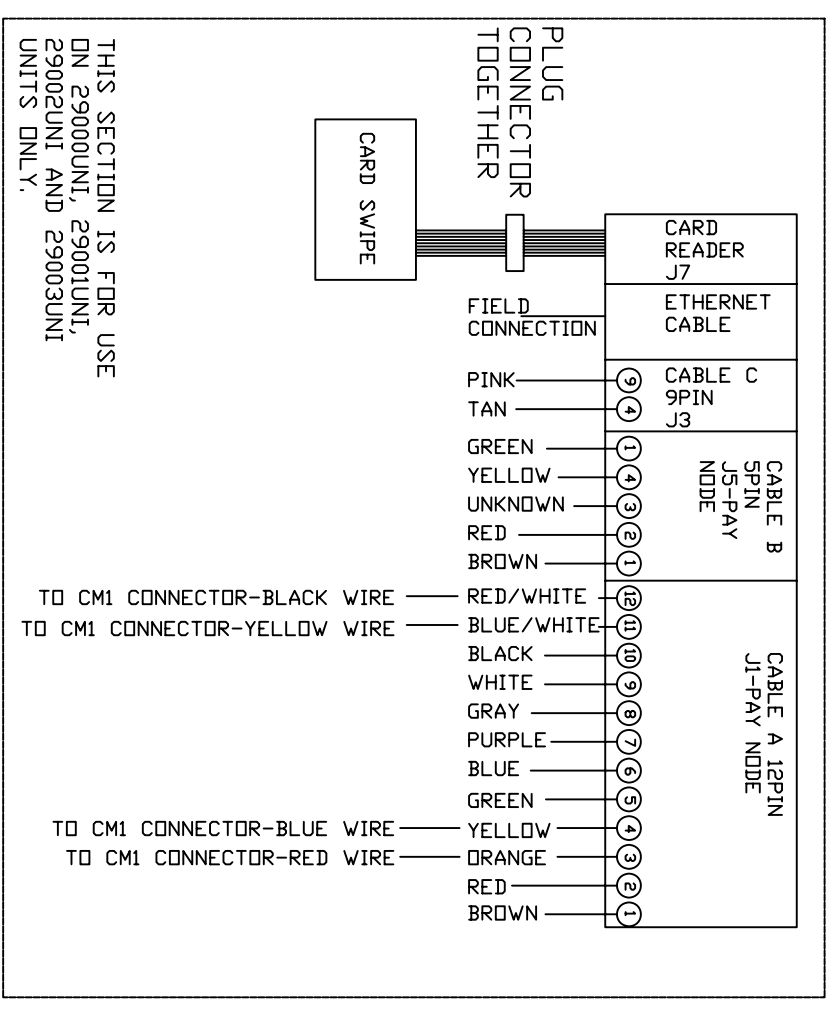 THIS SECTION IS FOR USE
ON 29000UNI, 29001UNI,
29002UNI AND 29003UNI
UNITS ONLY.
PLUG
CONNECTOR
TOGETHER
CARD SWIPE
CARD
READER
J7
FIELD
CONNECTION
ETHERNET
CABLE
CABLE C
9PIN
J3
PINK 9
TAN 4
CABLE B
5PIN
J5-PAY
NODE
GREEN 1
YELLOW 4
UNKNOWN 3
RED 2
BROWN 1
CABLE A 12PIN
J1-PAY NODE
TO CM1 CONNECTOR-BLACK WIRE RED/WHITE 12
TO CM1 CONNECTOR-YELLOW WIRE BLUE/WHITE 11
BLACK 10
WHITE 9
GRAY 8
PURPLE 7
BLUE 6
GREEN 5
TO CM1 CONNECTOR-BLUE WIRE YELLOW 4
TO CM1 CONNECTOR-RED WIRE ORANGE 3
RED 2
BROWN 1